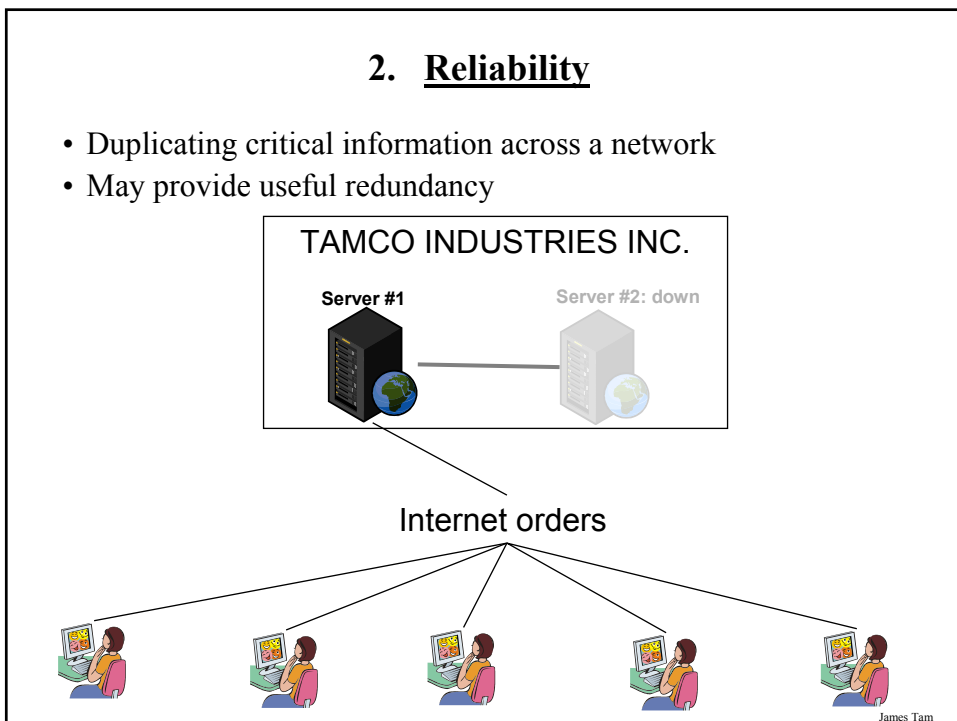 2. Reliability
• Duplicating critical information across a network
• May provide useful redundancy
TAMCO INDUSTRIES INC.
Server #1
Server #2: down
Internet orders
James Tam